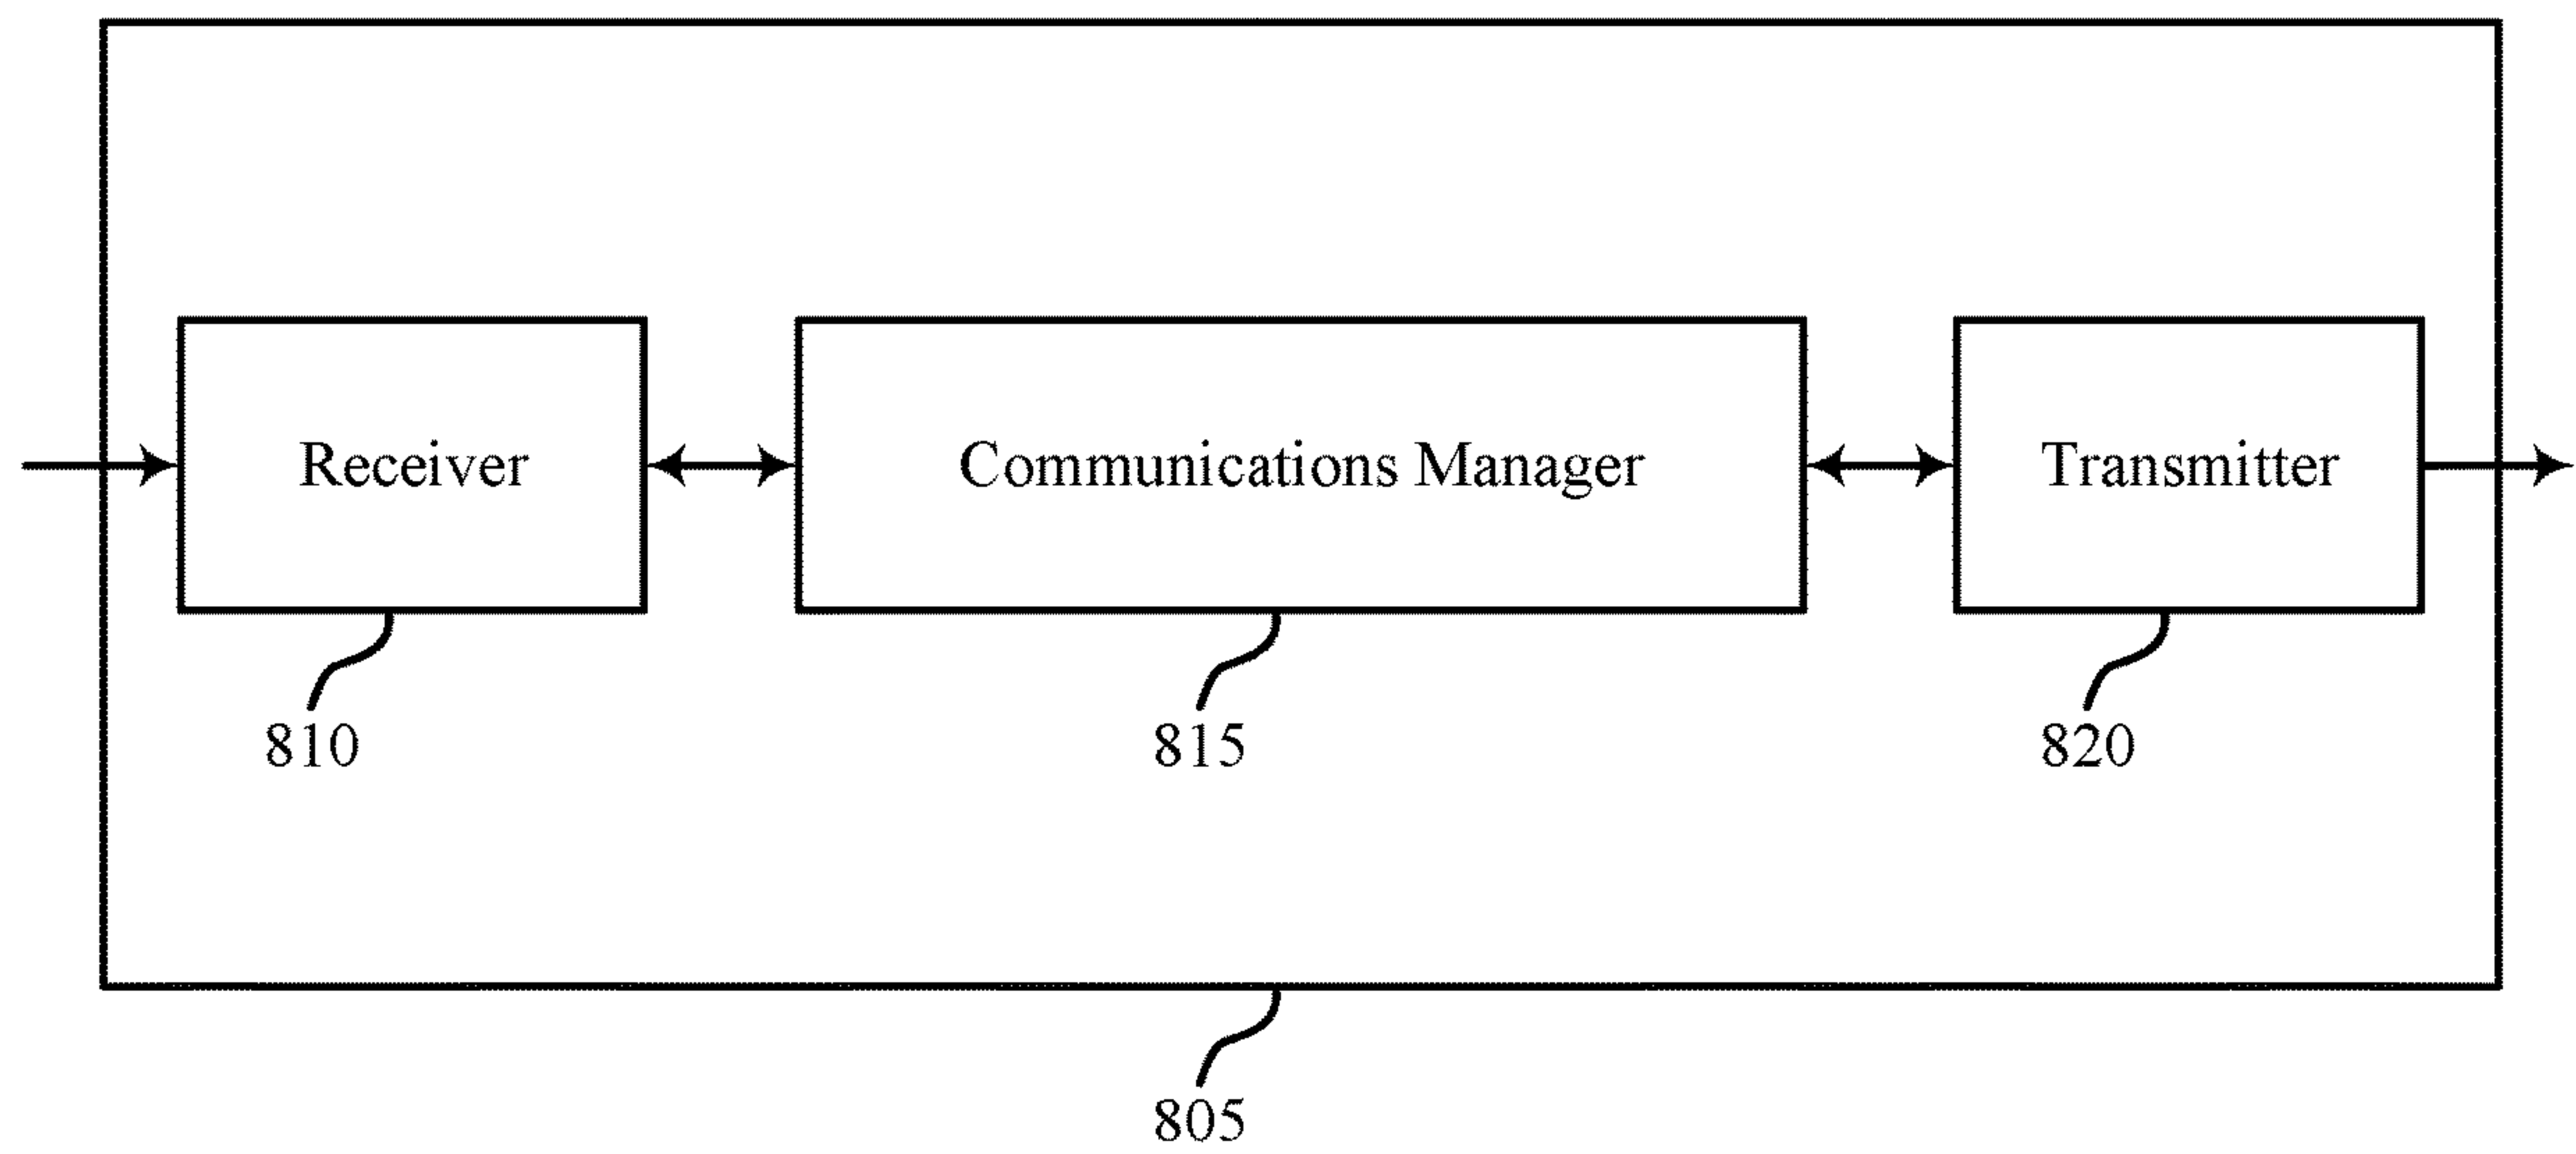 Receiver
Communications Manager
Transmitter
810
815
820
805